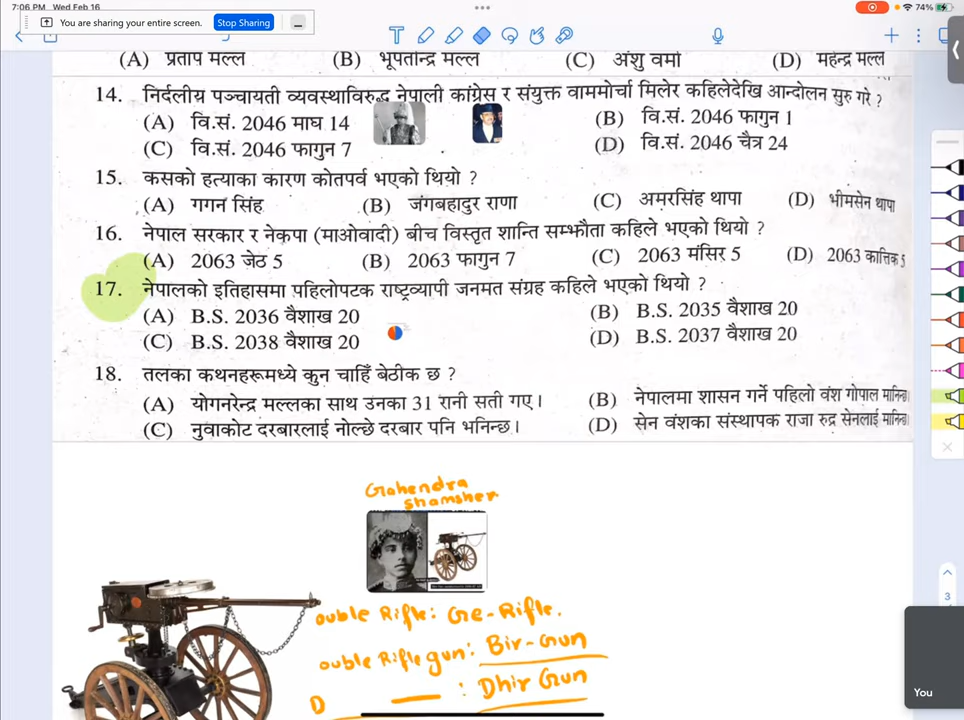 7:06 PM Wed Feb 16
74%
You are sharing your entire screen. Stop Sharing
(A) प्रताप मल्ल (B) भूपतीन्द्र मल्ल (C) अंशु वर्मा (D) महेन्द्र मल्ल
14. निर्दलीय पञ्चायती व्यवस्थाविरुद्ध नेपाली कांग्रेस र संयुक्त वाममोर्चा मिलेर कहिलेदेखि आन्दोलन सुरु गरे ?
(A) वि.सं. 2046 माघ 14 (B) वि.सं. 2046 फागुन 1
(C) वि.सं. 2046 फागुन 7 (D) वि.सं. 2046 चैत्र 24
15. कसको हत्याका कारण कोतपर्व भएको थियो ?
(A) गगन सिंह (B) जंगबहादुर राणा (C) अमरसिंह थापा (D) भीमसेन थापा
16. नेपाल सरकार र नेकपा (माओवादी) बीच विस्तृत शान्ति सम्झौता कहिले भएको थियो ?
(A) 2063 जेठ 5 (B) 2063 फागुन 7 (C) 2063 मंसिर 5 (D) 2063 कात्तिक 5
17. नेपालको इतिहासमा पहिलोपटक राष्ट्रव्यापी जनमत संग्रह कहिले भएको थियो ?
(A) B.S. 2036 वैशाख 20 (B) B.S. 2035 वैशाख 20
(C) B.S. 2038 वैशाख 20 (D) B.S. 2037 वैशाख 20
18. तलका कथनहरूमध्ये कुन चाहिँ बेठीक छ ?
(A) योगनरेन्द्र मल्लका साथ उनका 31 रानी सती गए। (B) नेपालमा शासन गर्ने पहिलो वंश गोपाल
(C) नुवाकोट दरबारलाई नोल्छे दरबार पनि भनिन्छ। (D) सेन वंशका संस्थापक राजा रुद्र सेनलाई
Gahendra
Shamsher
ouble Rifle: Ge-Rifle.
ouble Rifle gun: Bir-Gun
D : Dhir Gun
3
You